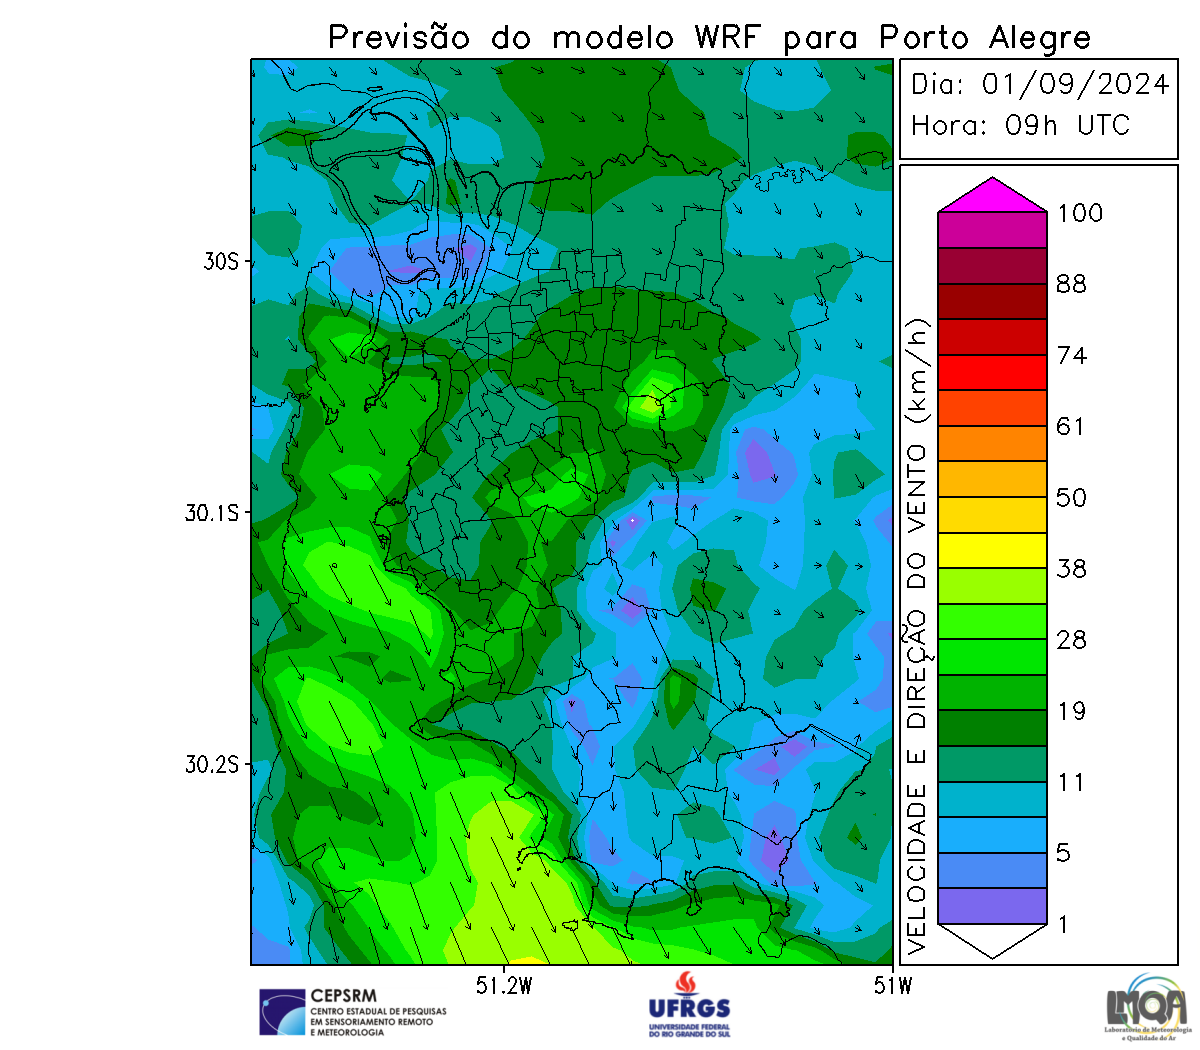 Previsão do modelo WRF para Porto Alegre
Dia: 01/09/2024
Hora: 09h UTC
100
88
74
61
50
38
28
19
11
5
1
VELOCIDADE E DIREÇÃO DO VENTO (km/h)
30S
30.1S
30.2S
51.2W
51W
CEPSRM
CENTRO ESTADUAL DE PESQUISAS
EM SENSORIAMENTO REMOTO
E METEOROLOGIA
UFRGS
UNIVERSIDADE FEDERAL
DO RIO GRANDE DO SUL
LMQA
Laboratório de Meteorologia
e Qualidade do Ar